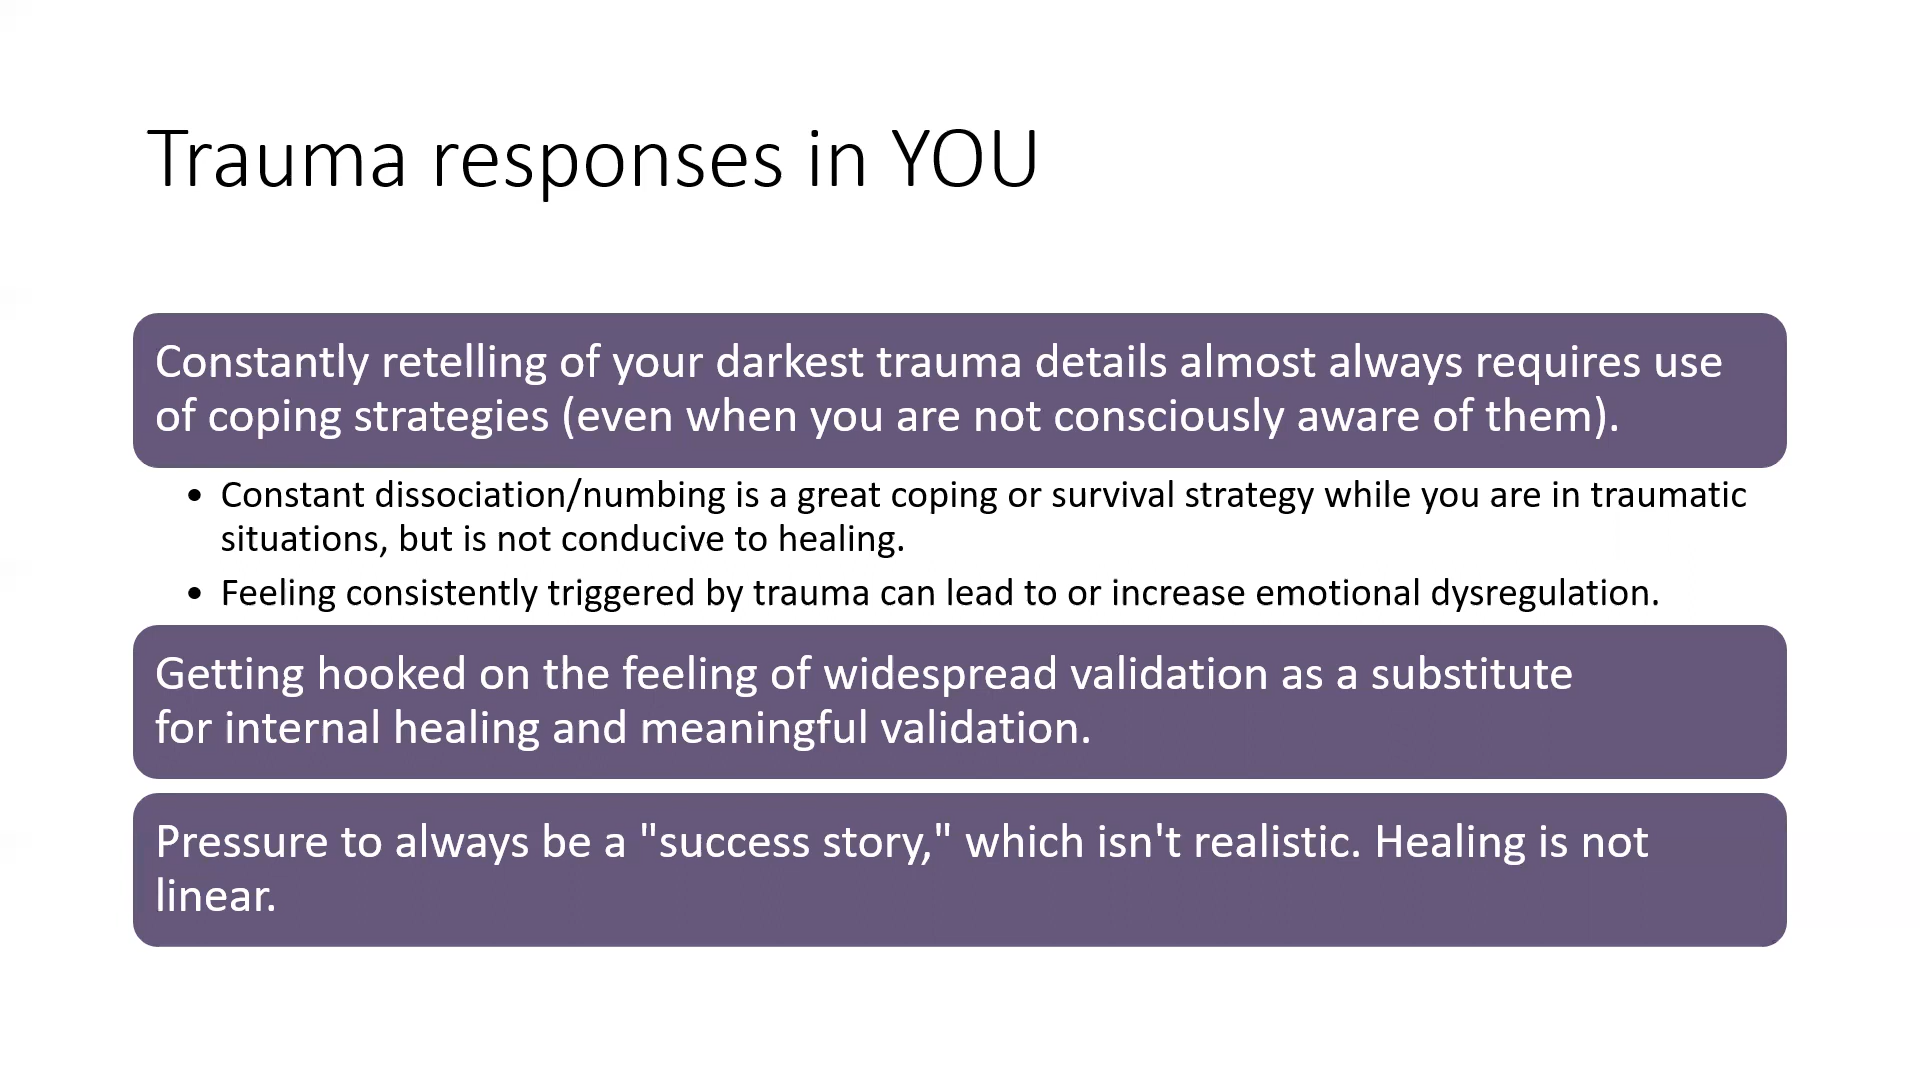 Trauma responses in YOU
Constantly retelling of your darkest trauma details almost always requires use
of coping strategies (even when you are not consciously aware of them).
• Constant dissociation/numbing is a great coping or survival strategy while you are in traumatic
situations, but is not conducive to healing.
• Feeling consistently triggered by trauma can lead to or increase emotional dysregulation.
Getting hooked on the feeling of widespread validation as a substitute
for internal healing and meaningful validation.
Pressure to always be a "success story," which isn't realistic. Healing is not
linear.